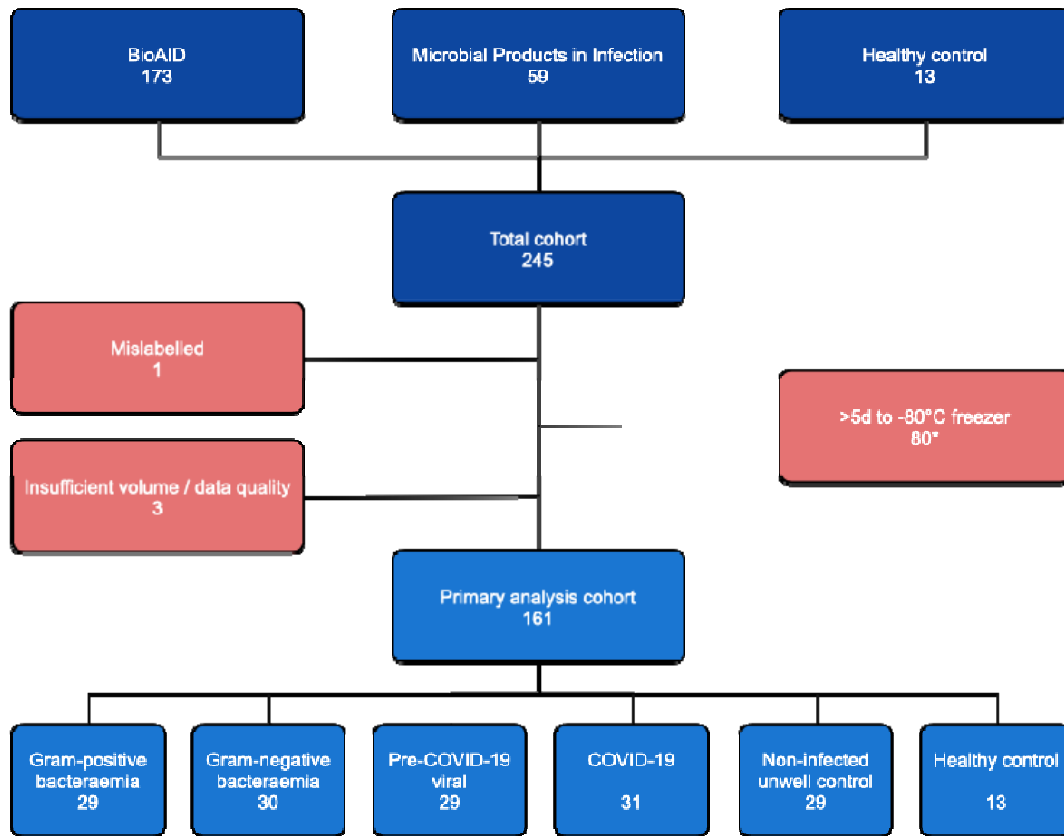 BioAID
173
Microbial Products in Infection
59
Healthy control
13
Total cohort
245
Mislabelled
1
>5d to -80°C freezer
80*
Insufficient volume / data quality
3
Primary analysis cohort
161
Gram-positive
bacteraemia
29
Gram-negative
bacteraemia
30
Pre-COVID-19
viral
29
COVID-19
31
Non-infected
unwell control
29
Healthy control
13